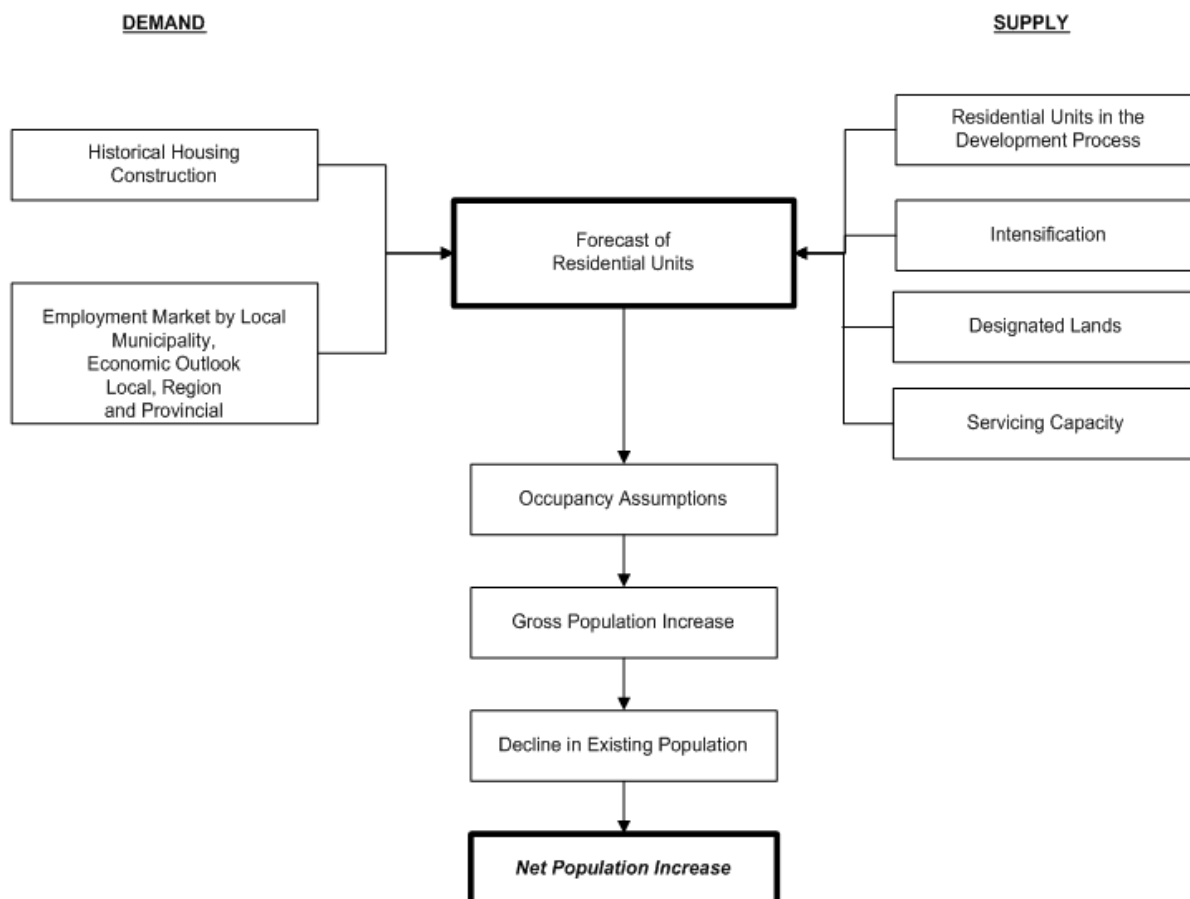 DEMAND
SUPPLY
Historical Housing
Construction
Employment Market by Local
Municipality,
Economic Outlook
Local, Region
and Provincial
Forecast of
Residential Units
Residential Units in the
Development Process
Intensification
Designated Lands
Servicing Capacity
Occupancy Assumptions
Gross Population Increase
Decline in Existing Population
Net Population Increase